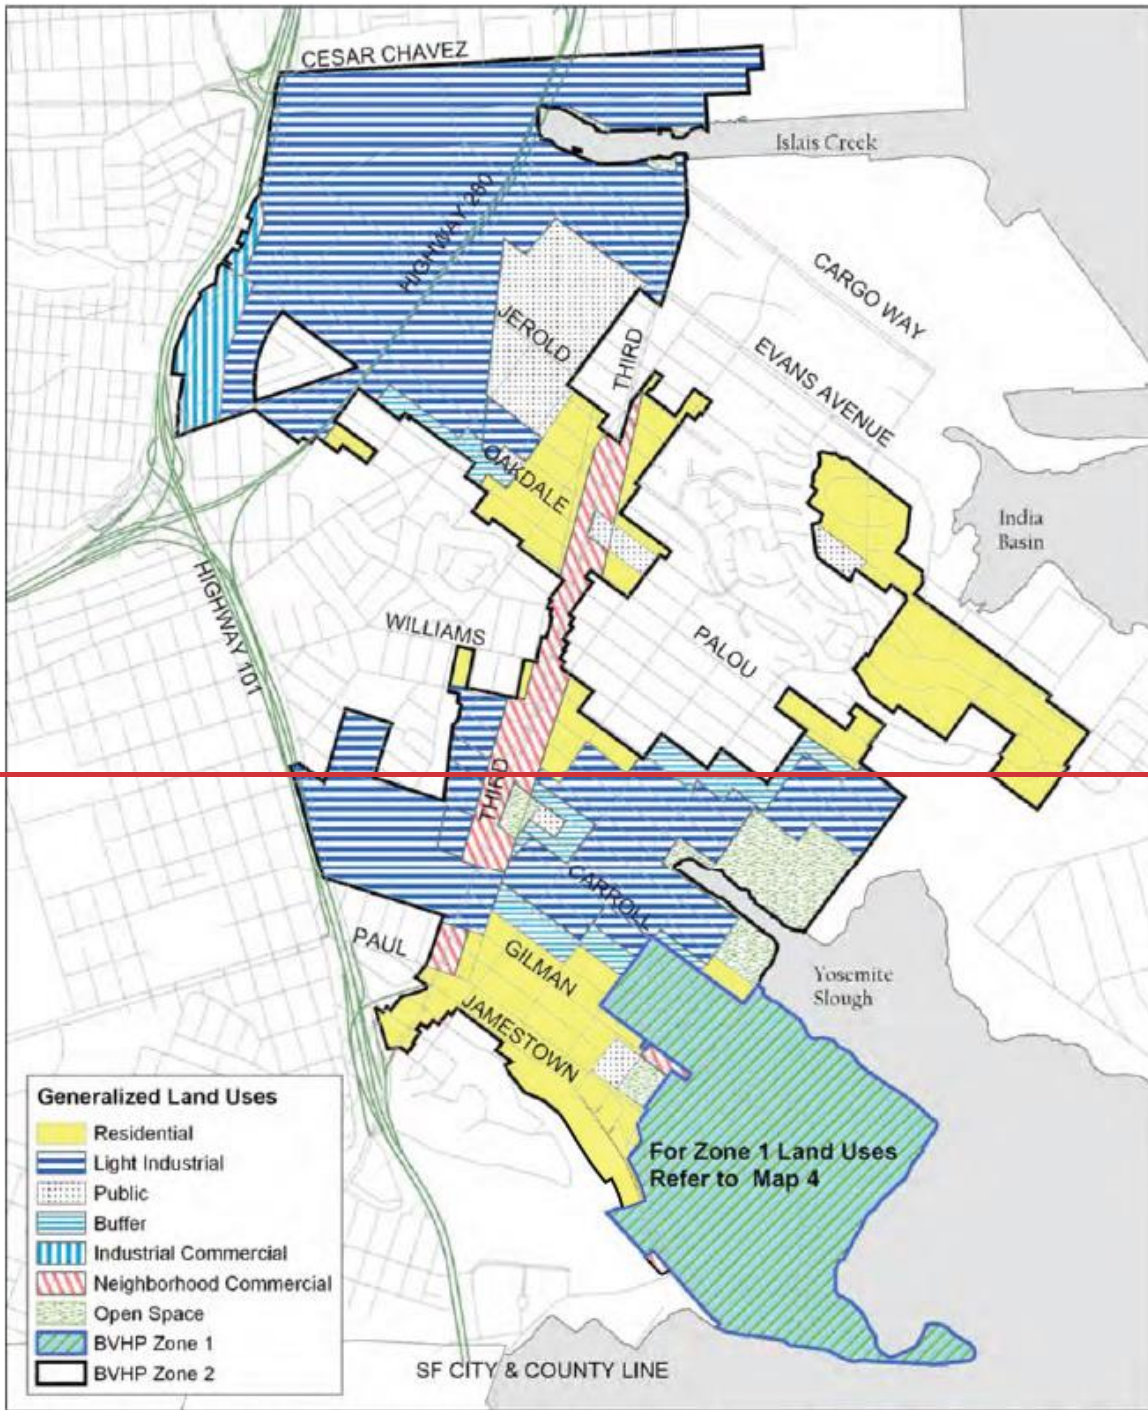 CESAR CHAVEZ
Islais Creek
HIGHWAY 280
CARGO WAY
JEROLD
THIRD
EVANS AVENUE
OAKDALE
India
Basin
HIGHWAY 101
WILLIAMS
PALOU
THIRD
CARROLL
PAUL
GILMAN
Yosemite
Slough
JAMESTOWN
Generalized Land Uses
Residential
Light Industrial
Public
Buffer
Industrial Commercial
Neighborhood Commercial
Open Space
BVHP Zone 1
BVHP Zone 2
For Zone 1 Land Uses
Refer to Map 4
SF CITY & COUNTY LINE